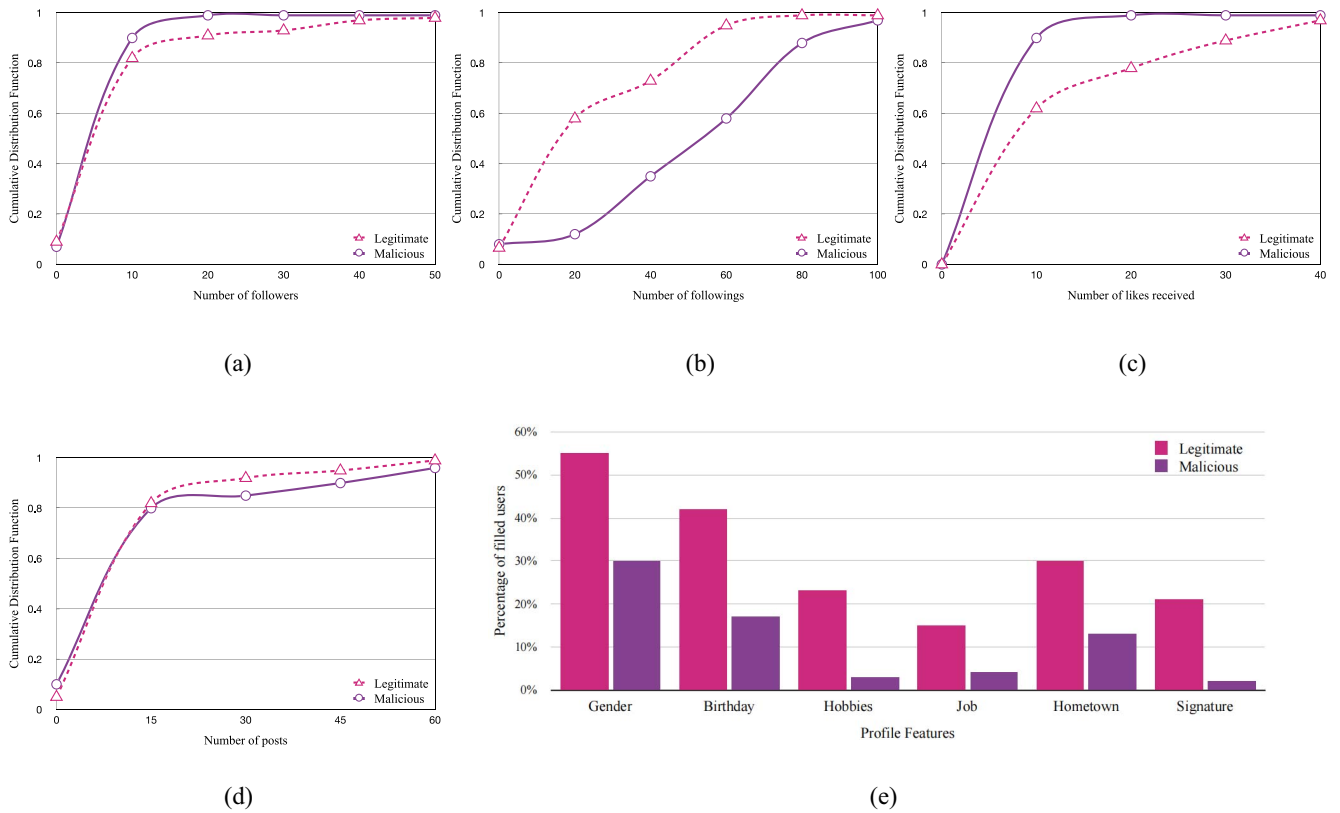 Cumulative Distribution Function
1
0.8
0.6
0.4
0.2
0
0 10 20 30 40 50
Legitimate
Malicious
Number of followers
(a)
Cumulative Distribution Function
1
0.8
0.6
0.4
0.2
0
0 20 40 60 80 100
Legitimate
Malicious
Number of followings
(b)
Cumulative Distribution Function
1
0.8
0.6
0.4
0.2
0
0 10 20 30 40
Legitimate
Malicious
Number of likes received
(c)
Cumulative Distribution Function
1
0.8
0.6
0.4
0.2
0
0 15 30 45 60
Legitimate
Malicious
Number of posts
(d)
Percentage of filled users
60%
50%
40%
30%
20%
10%
0%
Legitimate
Malicious
Gender Birthday Hobbies Job Hometown Signature
Profile Features
(e)